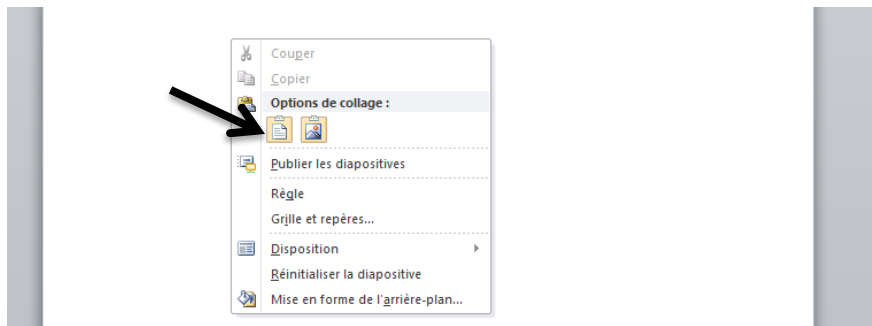 Couper
Copier
Options de collage :
Publier les diapositives
Règle
Grille et repères...
Disposition
Réinitialiser la diapositive
Mise en forme de l'arrière-plan...